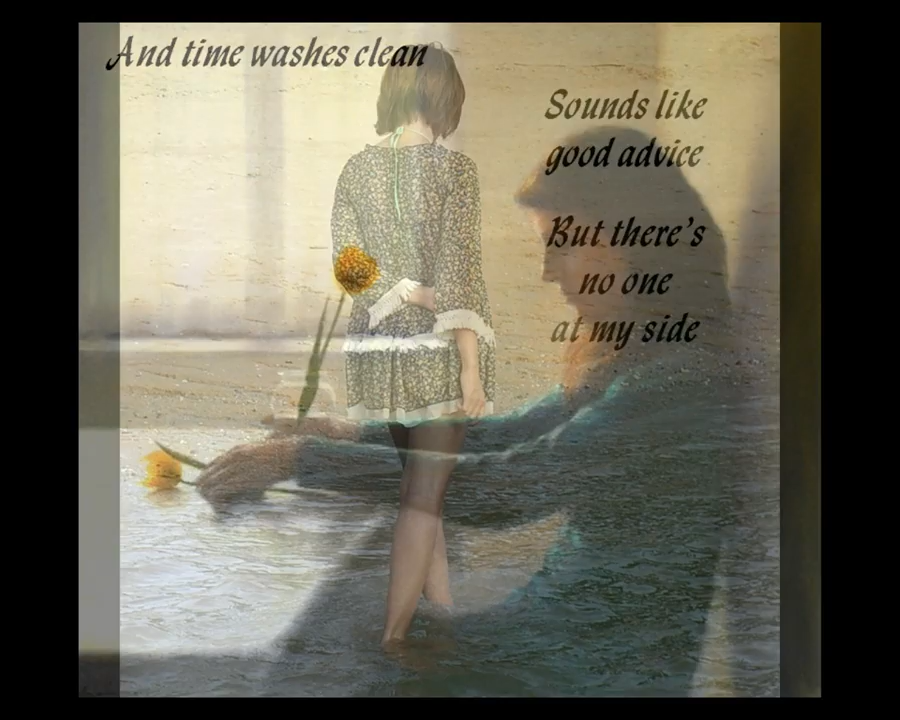 And time washes clean
Sounds like
good advice
But there's
no one
at my side